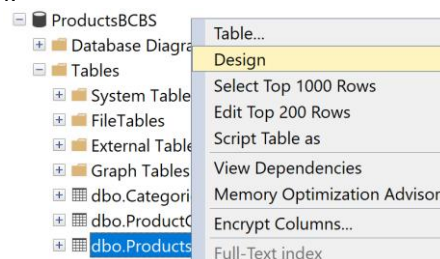 ProductsBCBS
Database Diagra
Tables
System Table
FileTables
External Table
Graph Tables
dbo.Categori
dbo.ProductC
dbo.Products
Table...
Design
Select Top 1000 Rows
Edit Top 200 Rows
Script Table as
View Dependencies
Memory Optimization Advisor
Encrypt Columns...
Full-Text index